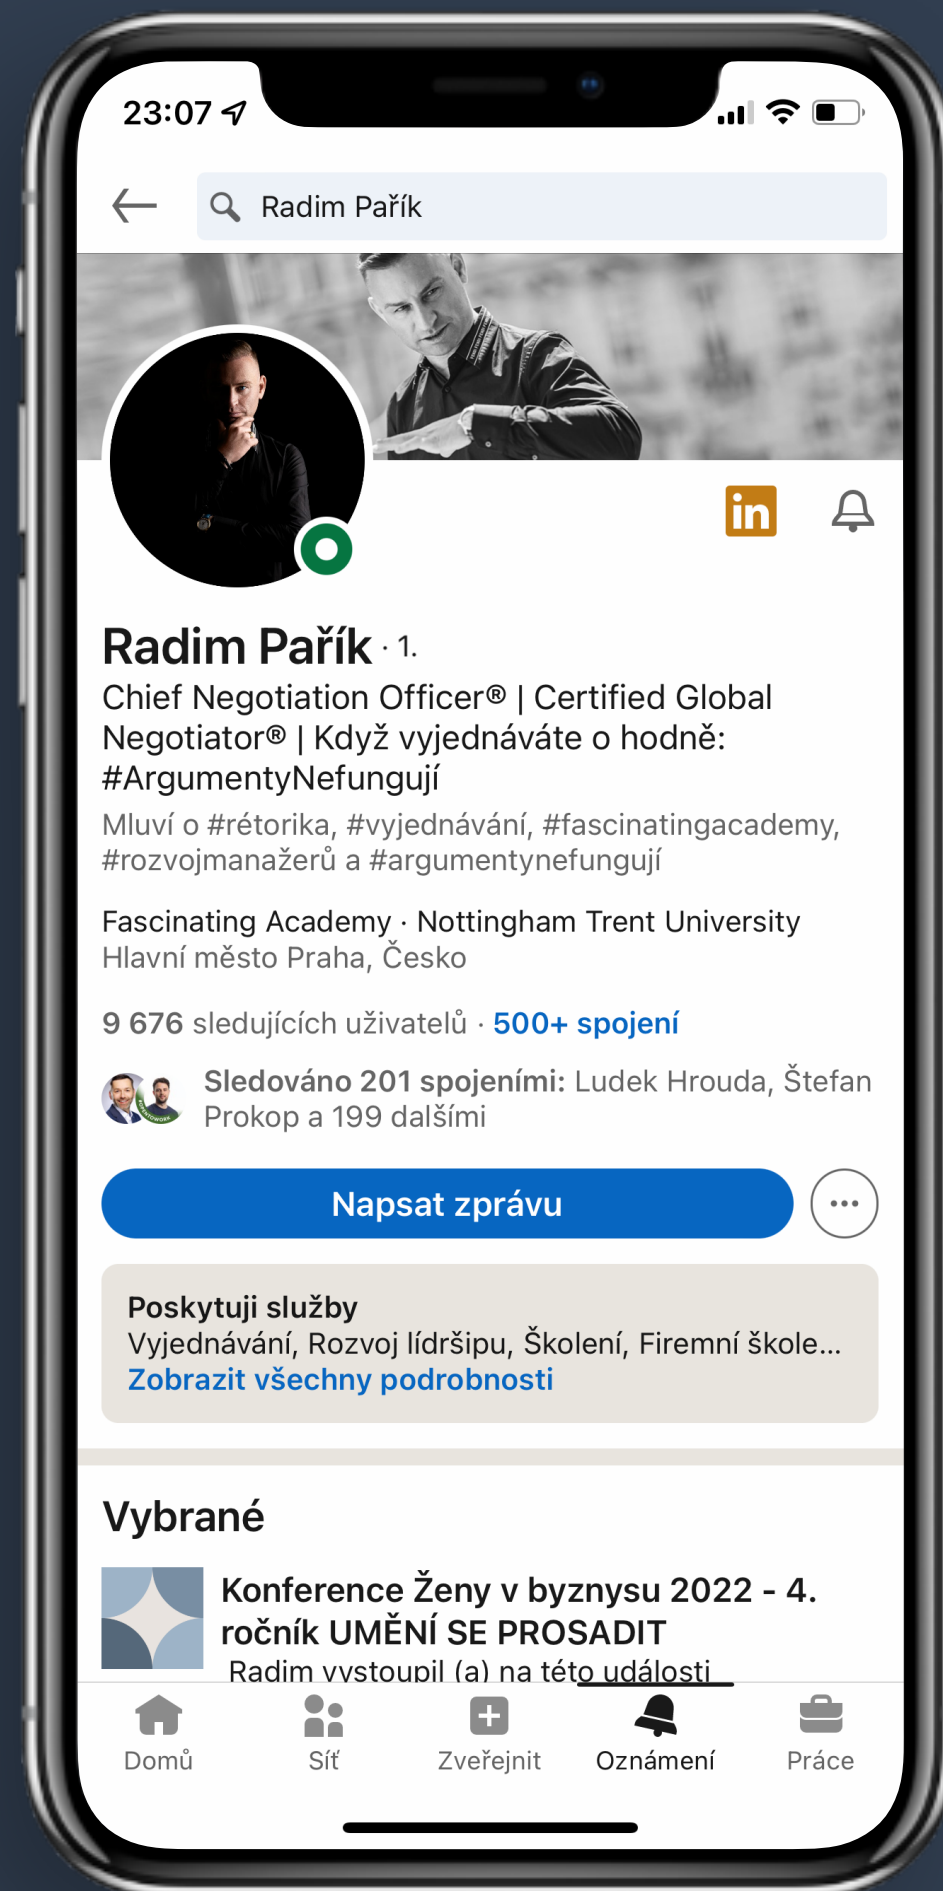 23:07
Radim Pařík
in
Radim Pařík · 1.
Chief Negotiation Officer® | Certified Global
Negotiator® | Když vyjednáváte o hodně:
#ArgumentyNefungují
Mluví o #rétorika, #vyjednávání, #fascinatingacademy,
#rozvojmanažerů a #argumentynefungují
Fascinating Academy · Nottingham Trent University
Hlavní město Praha, Česko
9 676 sledujících uživatelů · 500+ spojení
Sledováno 201 spojeními: Ludek Hrouda, Štefan
Prokop a 199 dalšími
Napsat zprávu
Poskytuji služby
Vyjednávání, Rozvoj lídršipu, Školení, Firemní škole...
Zobrazit všechny podrobnosti
Vybrané
Konference Ženy v byznysu 2022 - 4.
ročník UMĚNÍ SE PROSADIT
Radim vystoupil (a) na této události
Domů
Síť
Zveřejnit
Oznámení
Práce